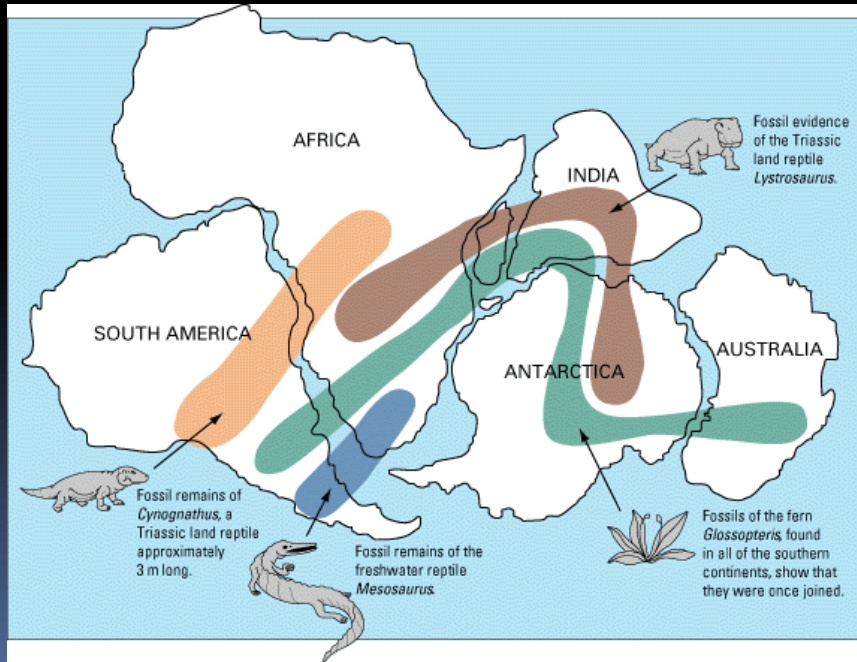 AFRICA
INDIA
Fossil evidence
of the Triassic
land reptile
Lystrosaurus.
SOUTH AMERICA
ANTARCTICA
AUSTRALIA
Fossil remains of
Cynognathus, a
Triassic land reptile
approximately
3 m long.
Fossil remains of the
freshwater reptile
Mesosaurus.
Fossils of the fern
Glossopteris, found
in all of the southern
continents, show that
they were once joined.